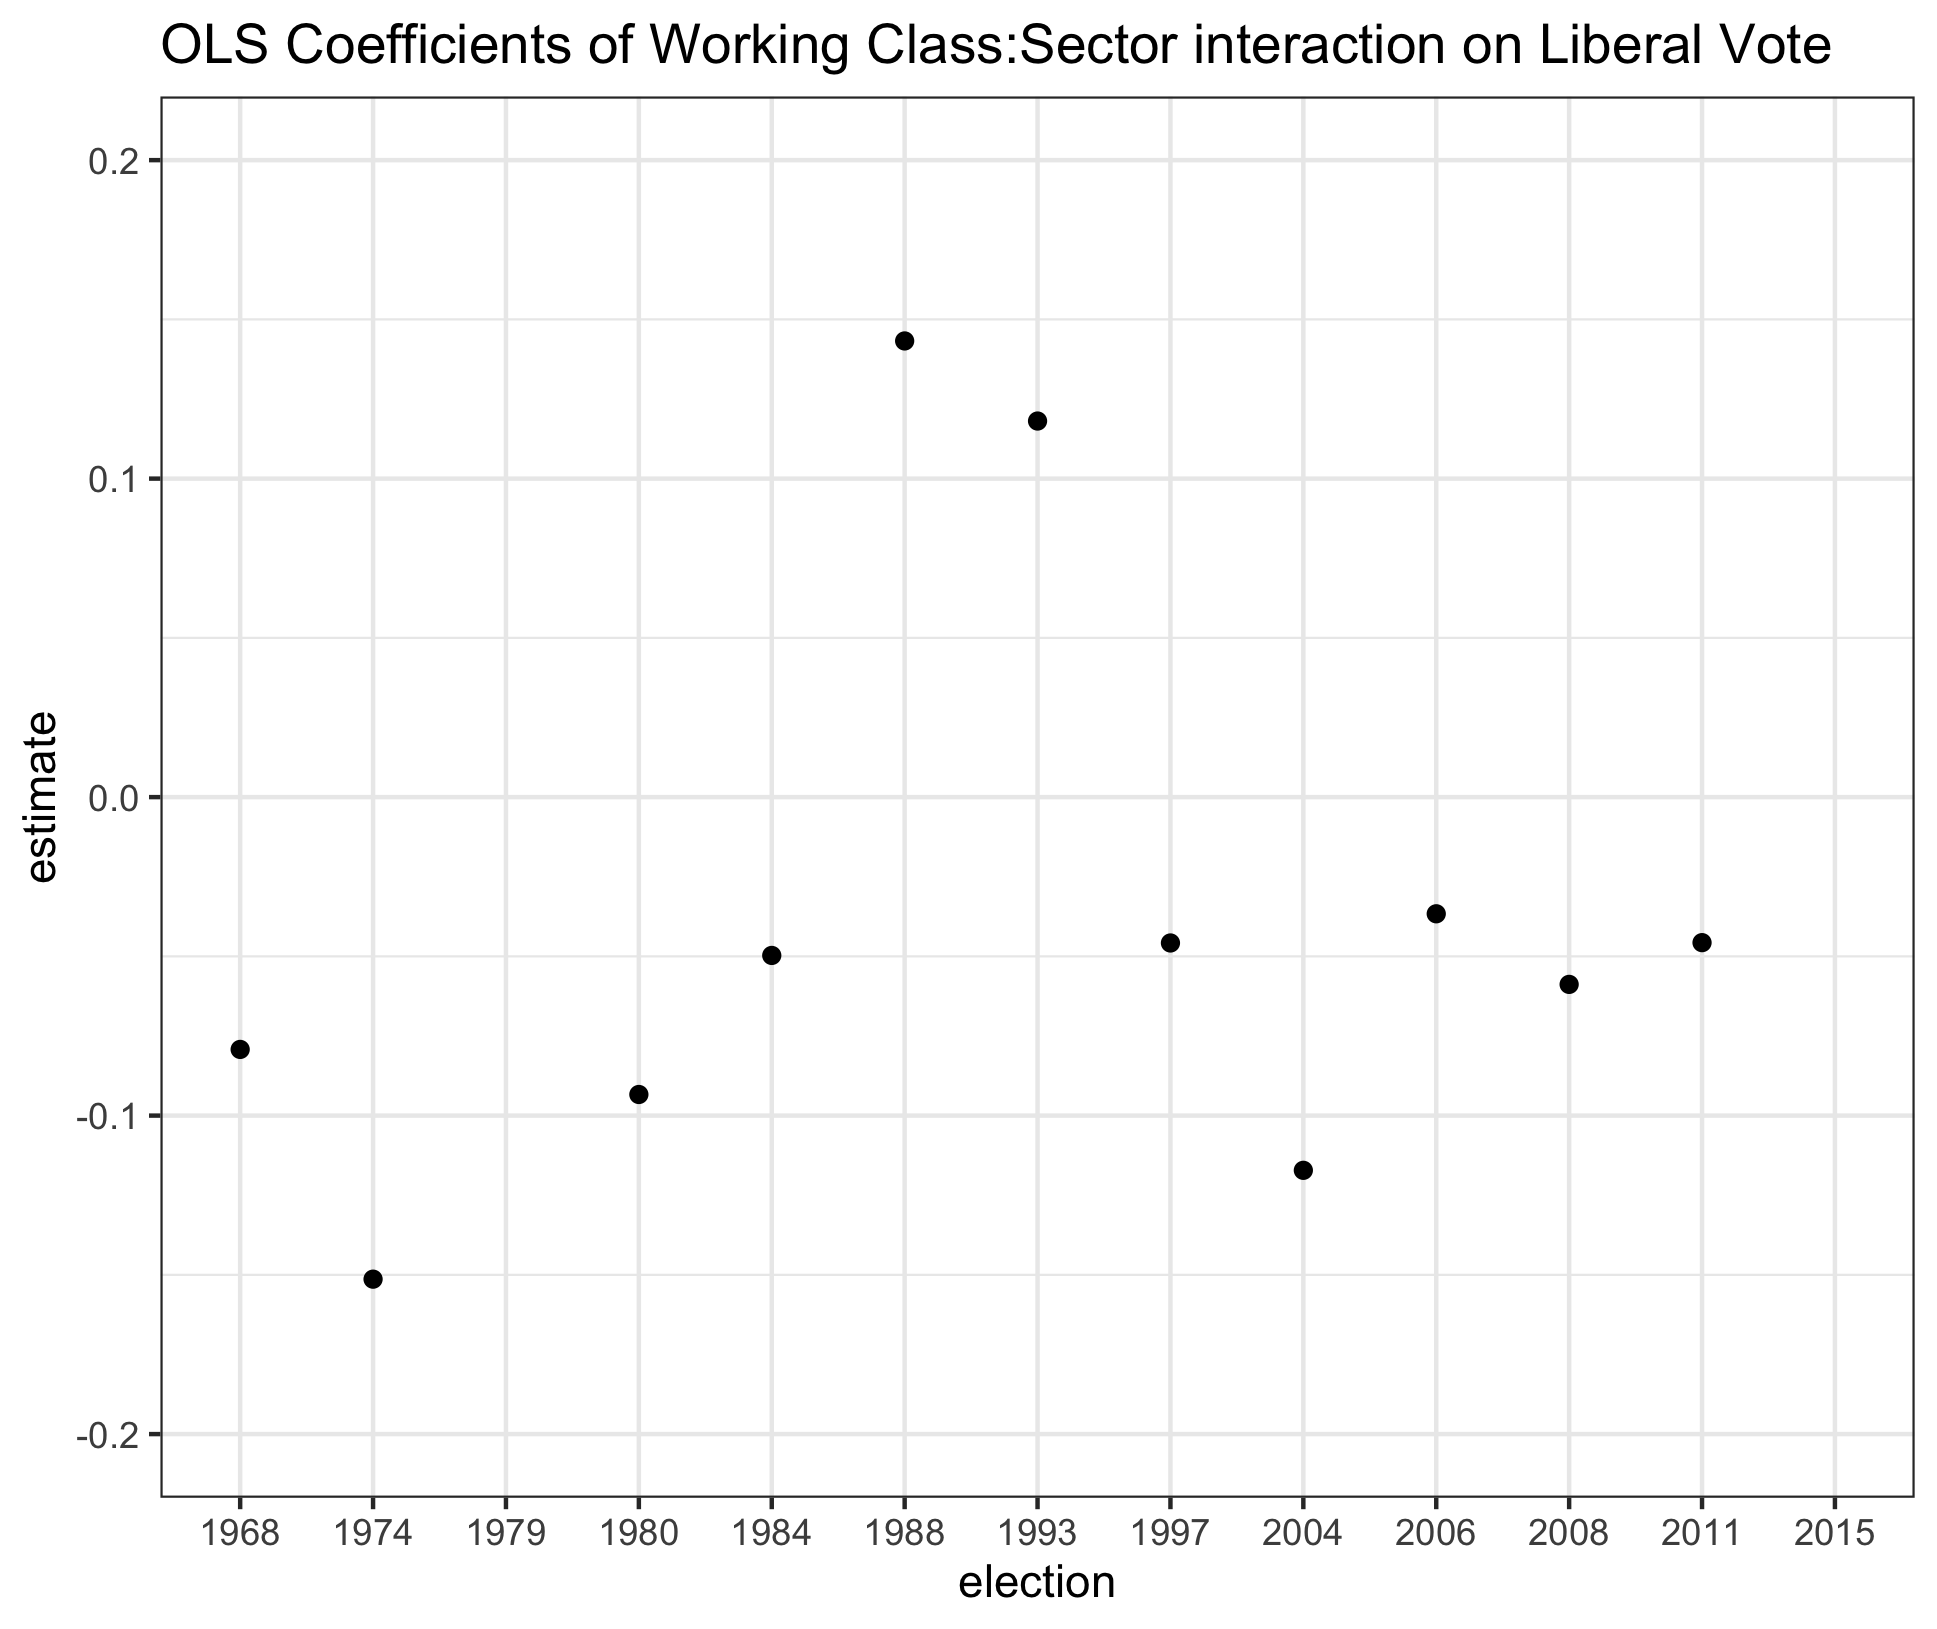 OLS Coefficients of Working Class:Sector interaction on Liberal Vote
0.2
0.1
0.0
-0.1
-0.2
estimate
1968 1974 1979 1980 1984 1988 1993 1997 2004 2006 2008 2011 2015
election